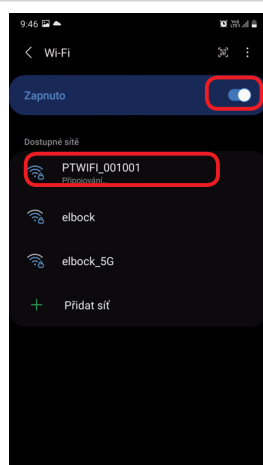 9:46
Wi-Fi
Zapnuto
Dostupné sítě
PTWIFI_001001
Připojování...
elbock
elbock_5G
Přidat síť